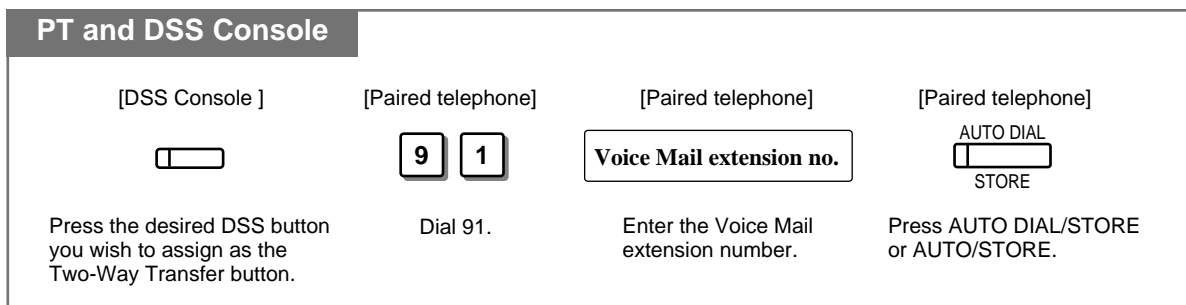 PT and DSS Console
[DSS Console ]
[Paired telephone]
[Paired telephone]
[Paired telephone]
9 1
Voice Mail extension no.
AUTO DIAL
STORE
Press the desired DSS button
you wish to assign as the
Two-Way Transfer button.
Dial 91.
Enter the Voice Mail
extension number.
Press AUTO DIAL/STORE
or AUTO/STORE.